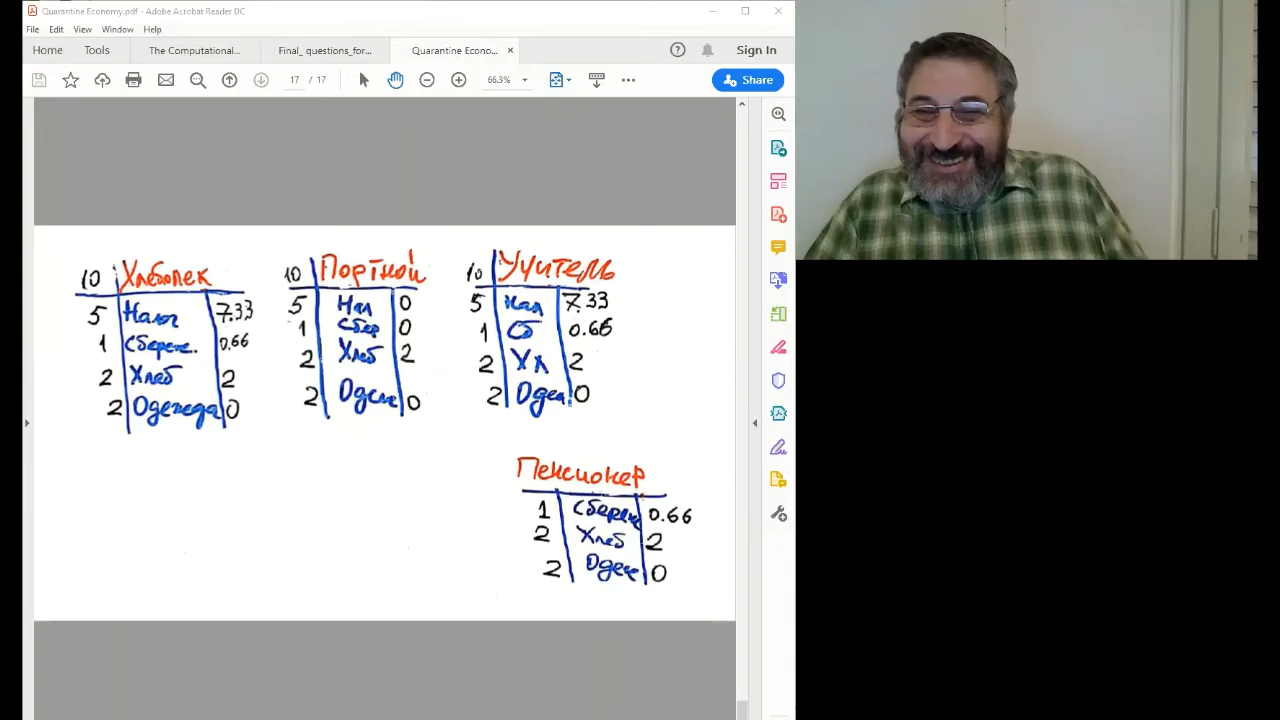 Quarantine Economy.pdf - Adobe Acrobat Reader DC
File Edit View Window Help
Home Tools The Computational... Final_ questions_for... Quarantine Econo... × Sign In
17 / 17 66.3% Share
10 Хлебопек
5 Налог 7.33
1 Сбереж. 0.66
2 Хлеб 2
2 Одежда 0
10 Портной
5 Нал 0
1 Сбер 0
2 Хлеб 2
2 Одеж 0
10 Учитель
5 Нал 7.33
1 Сб 0.66
2 Хл 2
2 Одеж 0
Пенсионер
1 Сбереж 0.66
2 Хлеб 2
2 Одеж 0